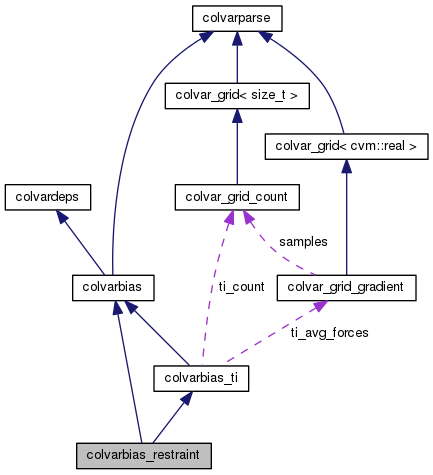 colvarparse
colvar_grid< size_t >
colvar_grid< cvm::real >
colvardeps
colvar_grid_count
samples
colvarbias
ti_count
colvar_grid_gradient
ti_avg_forces
colvarbias_ti
colvarbias_restraint